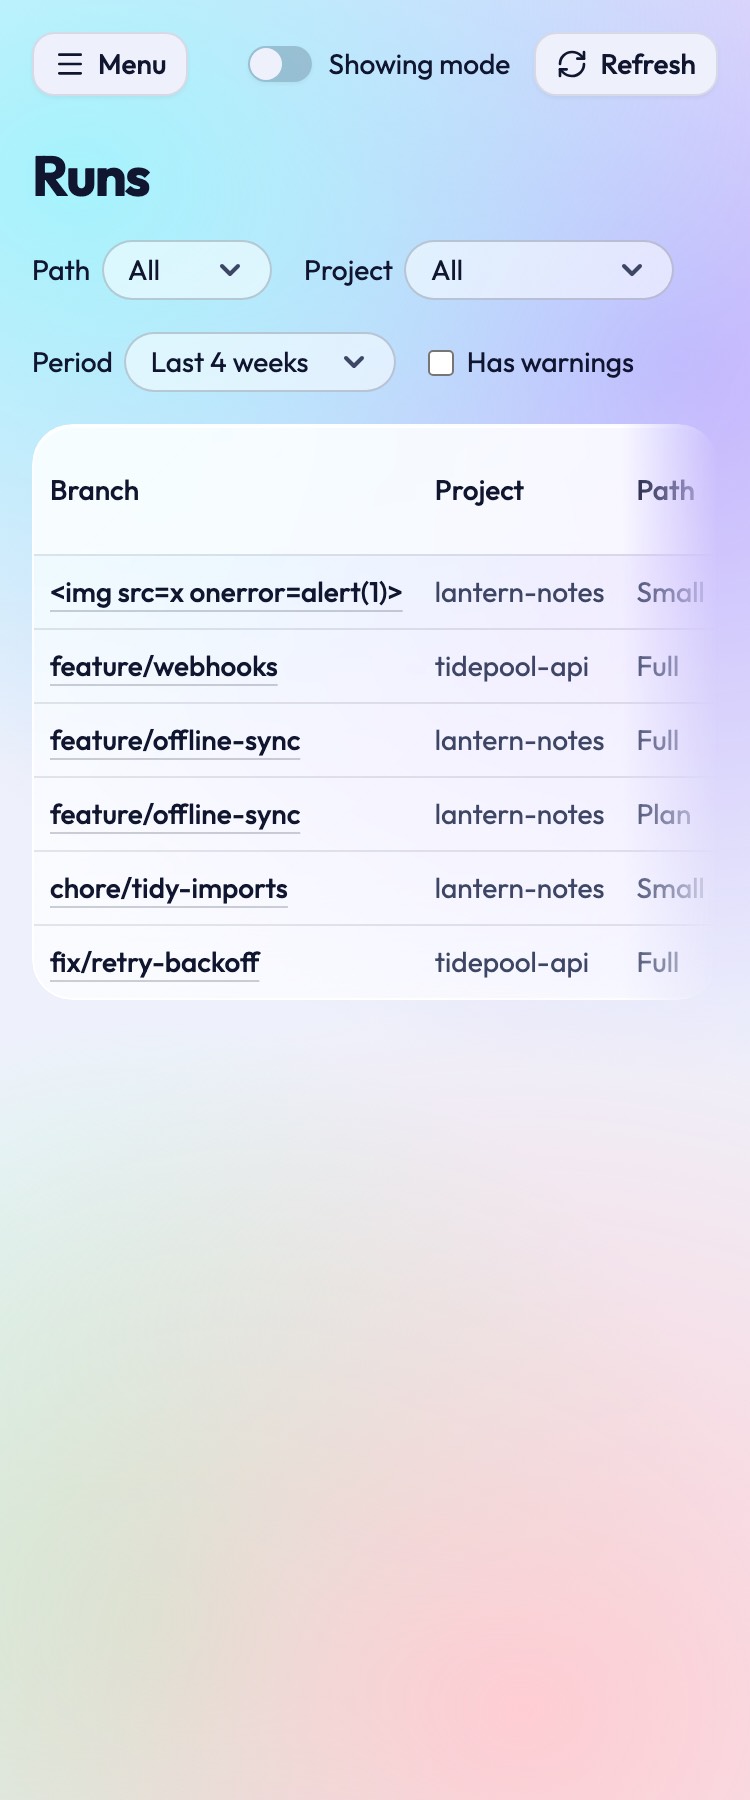 Menu Showing mode Refresh
Runs
Path All Project All
Period Last 4 weeks Has warnings
Branch Project Path
<img src=x onerror=alert(1)> lantern-notes Small
feature/webhooks tidepool-api Full
feature/offline-sync lantern-notes Full
feature/offline-sync lantern-notes Plan
chore/tidy-imports lantern-notes Small
fix/retry-backoff tidepool-api Full